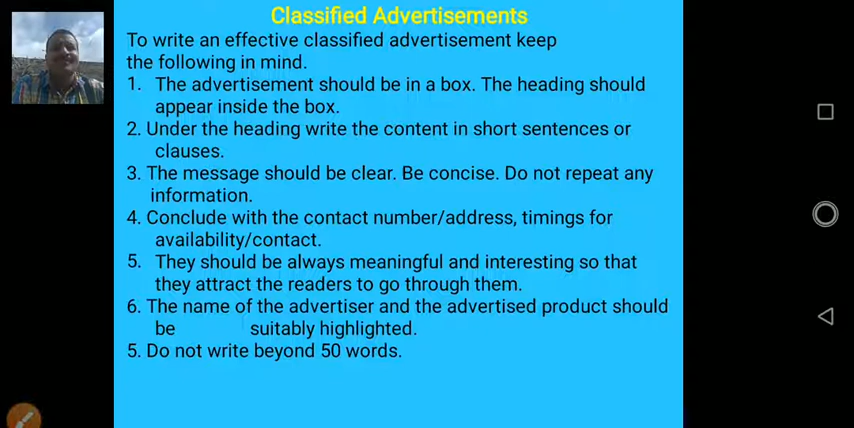 Classified Advertisements
To write an effective classified advertisement keep
the following in mind.
1. The advertisement should be in a box. The heading should
appear inside the box.
2. Under the heading write the content in short sentences or
clauses.
3. The message should be clear. Be concise. Do not repeat any
information.
4. Conclude with the contact number/address, timings for
availability/contact.
5. They should be always meaningful and interesting so that
they attract the readers to go through them.
6. The name of the advertiser and the advertised product should
be suitably highlighted.
5. Do not write beyond 50 words.